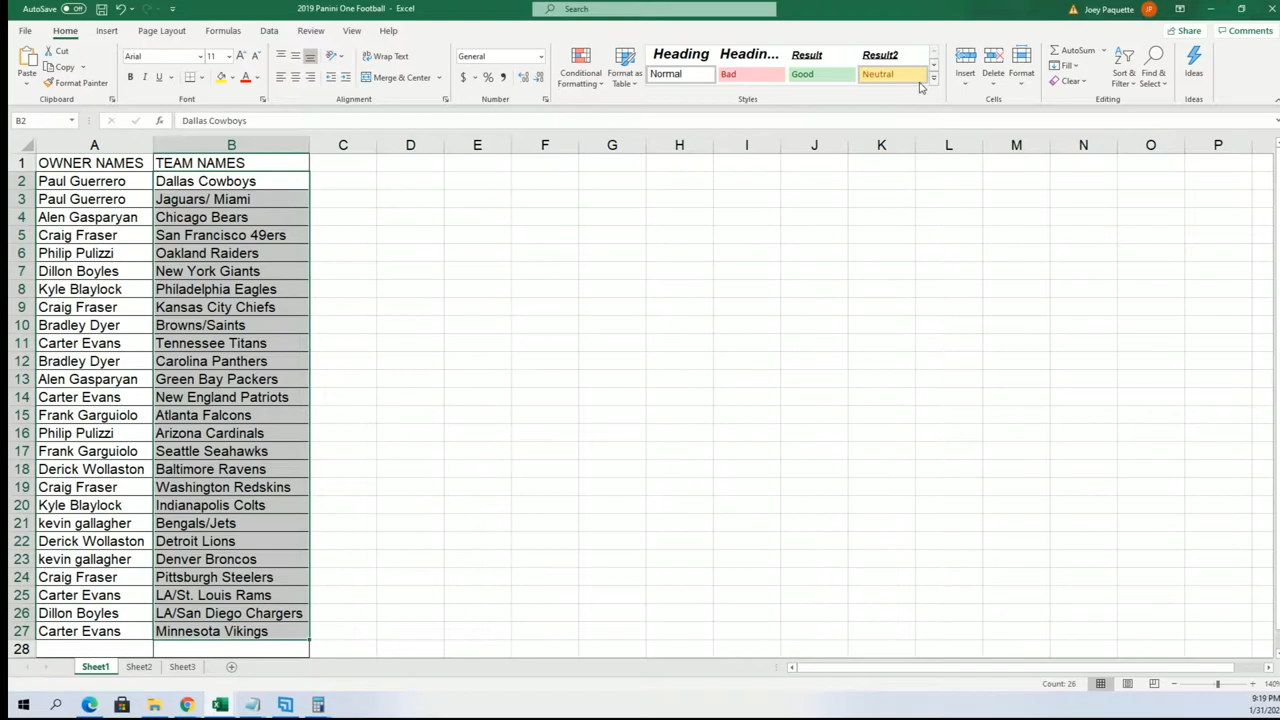 AutoSave Off 2019 Panini One Football - Excel Search Joey Paquette JP
File Home Insert Page Layout Formulas Data Review View Help Share Comments
Paste Cut Copy Format Painter Clipboard
Arial 11 B I U A Font
Wrap Text Merge & Center Alignment
General $ % Number
Conditional Formatting Format as Table Heading Headin... Result Result2 Normal Bad Good Neutral Styles
Insert Delete Format Cells
AutoSum Fill Clear Sort & Filter Find & Select Editing
Ideas
B2 fx Dallas Cowboys
A B C D E F G H I J K L M N O P
1 OWNER NAMES TEAM NAMES
2 Paul Guerrero Dallas Cowboys
3 Paul Guerrero Jaguars/ Miami
4 Alen Gasparyan Chicago Bears
5 Craig Fraser San Francisco 49ers
6 Philip Pulizzi Oakland Raiders
7 Dillon Boyles New York Giants
8 Kyle Blaylock Philadelphia Eagles
9 Craig Fraser Kansas City Chiefs
10 Bradley Dyer Browns/Saints
11 Carter Evans Tennessee Titans
12 Bradley Dyer Carolina Panthers
13 Alen Gasparyan Green Bay Packers
14 Carter Evans New England Patriots
15 Frank Garguiolo Atlanta Falcons
16 Philip Pulizzi Arizona Cardinals
17 Frank Garguiolo Seattle Seahawks
18 Derick Wollaston Baltimore Ravens
19 Craig Fraser Washington Redskins
20 Kyle Blaylock Indianapolis Colts
21 kevin gallagher Bengals/Jets
22 Derick Wollaston Detroit Lions
23 kevin gallagher Denver Broncos
24 Craig Fraser Pittsburgh Steelers
25 Carter Evans LA/St. Louis Rams
26 Dillon Boyles LA/San Diego Chargers
27 Carter Evans Minnesota Vikings
28
Sheet1 Sheet2 Sheet3
Count: 26 140%
9:19 PM
1/31/202